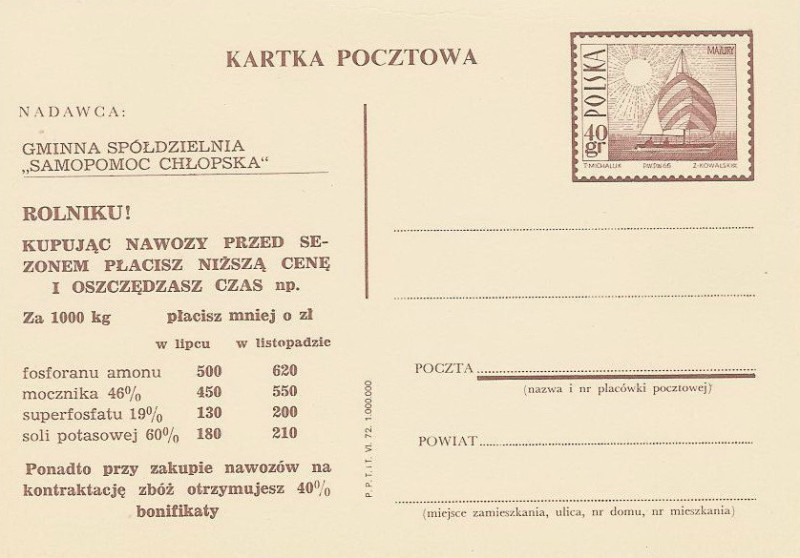 KARTKA POCZTOWA
NADAWCA:
GMINNA SPÓŁDZIELNIA
„SAMOPOMOC CHŁOPSKA“
ROLNIKU!
KUPUJĄC NAWOZY PRZED SE-
ZONEM PŁACISZ NIŻSZĄ CENĘ
I OSZCZĘDZASZ CZAS np.
Za 1000 kg płacisz mniej o zł
w lipcu w listopadzie
fosforanu amonu 500 620
mocznika 46% 450 550
superfosfatu 19% 130 200
soli potasowej 60% 180 210
Ponadto przy zakupie nawozów na
kontraktację zbóż otrzymujesz 40%
bonifikaty
P. P. T. i T. VI. 72. 1.000.000
MAZURY
POLSKA
40
gr
T. MICHALUK PWPW 66 Z. KOWALSKI
POCZTA
(nazwa i nr placówki pocztowej)
POWIAT
(miejsce zamieszkania, ulica, nr domu, nr mieszkania)